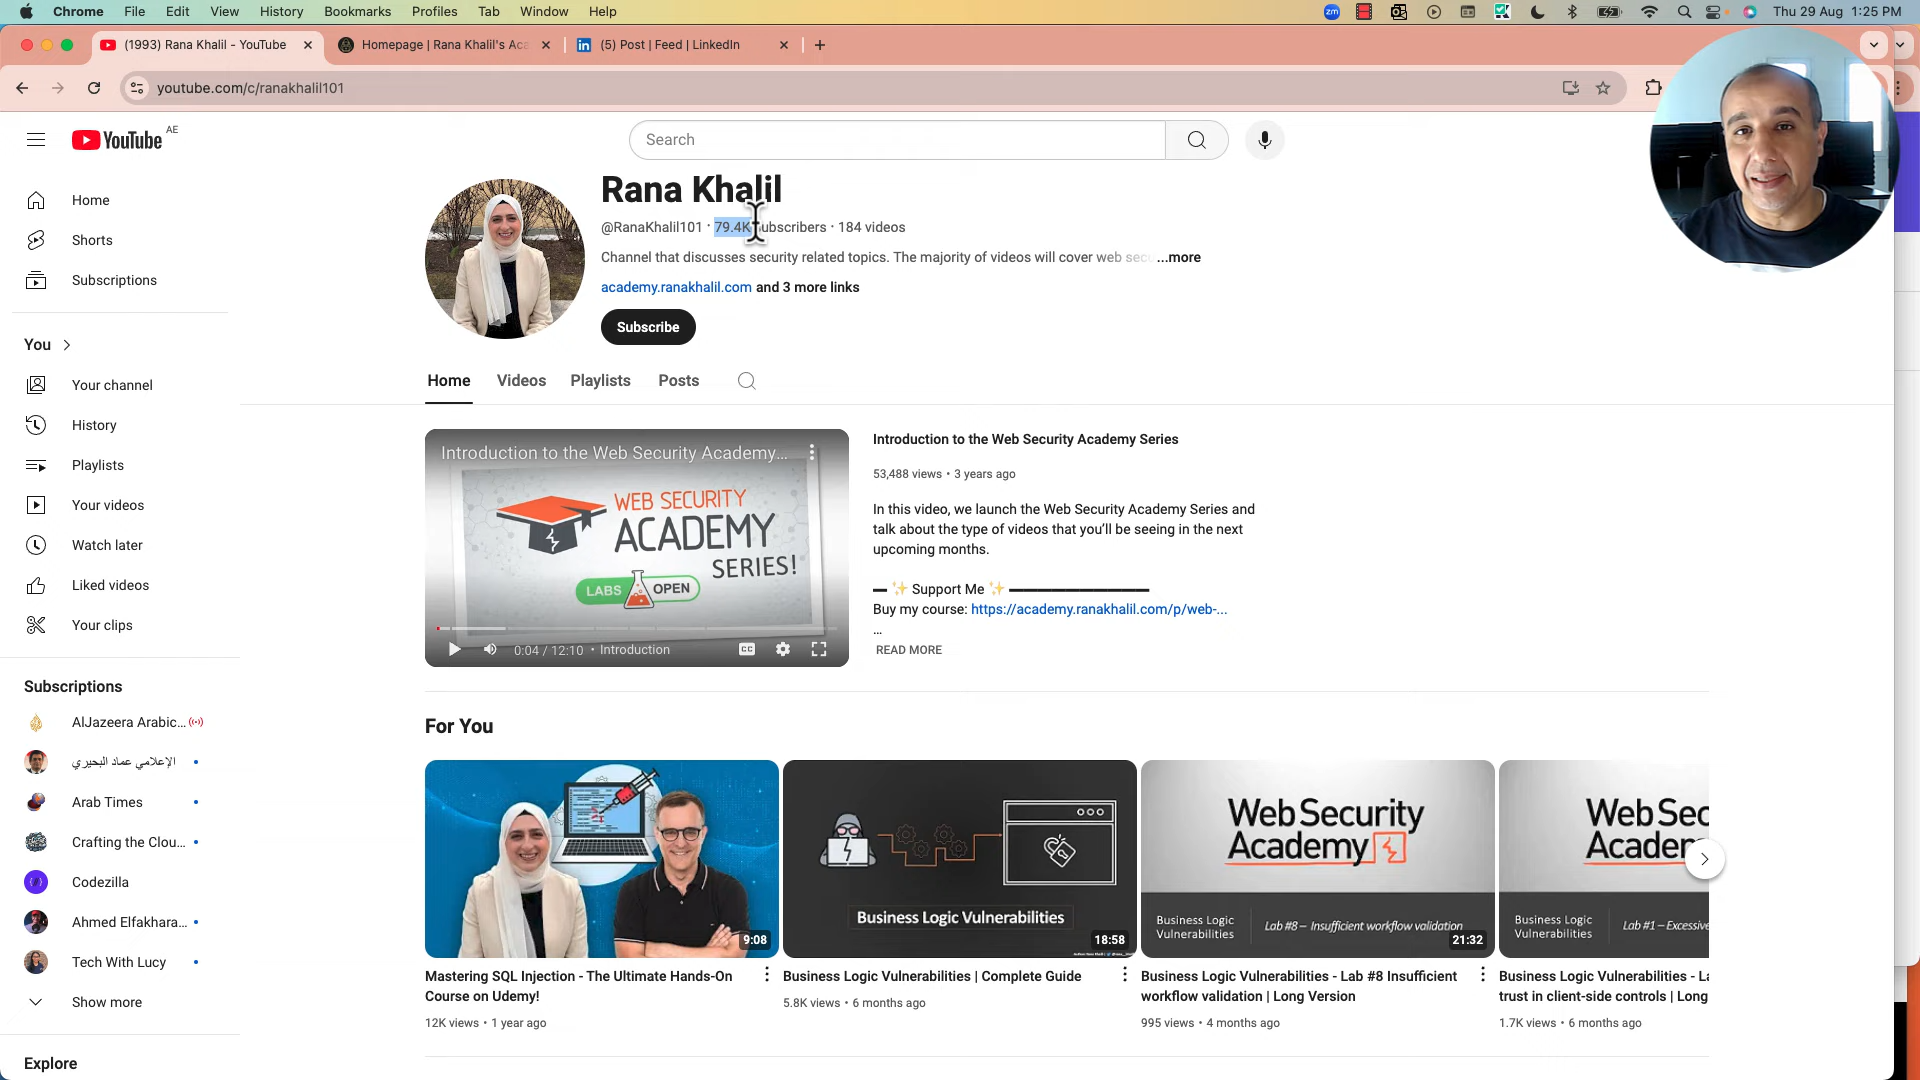 Chrome File Edit View History Bookmarks Profiles Tab Window Help
zm
Thu 29 Aug 1:25 PM
(1993) Rana Khalil - YouTube
Homepage | Rana Khalil's Aca
in (5) Post | Feed | LinkedIn
youtube.com/c/ranakhalil101
YouTube AE
Search
Home
Shorts
Subscriptions
You
Your channel
History
Playlists
Your videos
Watch later
Liked videos
Your clips
Subscriptions
AlJazeera Arabic...
الإعلامي عماد البحيري
Arab Times
Crafting the Clou...
Codezilla
Ahmed Elfakhara...
Tech With Lucy
Show more
Explore
Rana Khalil
@RanaKhalil101 · 79.4K subscribers · 184 videos
Channel that discusses security related topics. The majority of videos will cover web secu ...more
academy.ranakhalil.com and 3 more links
Subscribe
Home Videos Playlists Posts
Introduction to the Web Security Academy...
WEB SECURITY
ACADEMY
SERIES!
LABS OPEN
0:04 / 12:10 • Introduction
CC
Introduction to the Web Security Academy Series
53,488 views • 3 years ago
In this video, we launch the Web Security Academy Series and
talk about the type of videos that you'll be seeing in the next
upcoming months.
▬ ✨ Support Me ✨ ▬▬▬▬▬▬▬▬▬▬
Buy my course: https://academy.ranakhalil.com/p/web-...
...
READ MORE
For You
9:08
Mastering SQL Injection - The Ultimate Hands-On
Course on Udemy!
12K views • 1 year ago
Business Logic Vulnerabilities
18:58
Business Logic Vulnerabilities | Complete Guide
5.8K views • 6 months ago
Web Security
Academy
Business Logic
Vulnerabilities
Lab #8 – Insufficient workflow validation
21:32
Business Logic Vulnerabilities - Lab #8 Insufficient
workflow validation | Long Version
995 views • 4 months ago
Web Sec
Academ
Business Logic
Vulnerabilities
Lab #1 – Excessive
Business Logic Vulnerabilities - La
trust in client-side controls | Long
1.7K views • 6 months ago